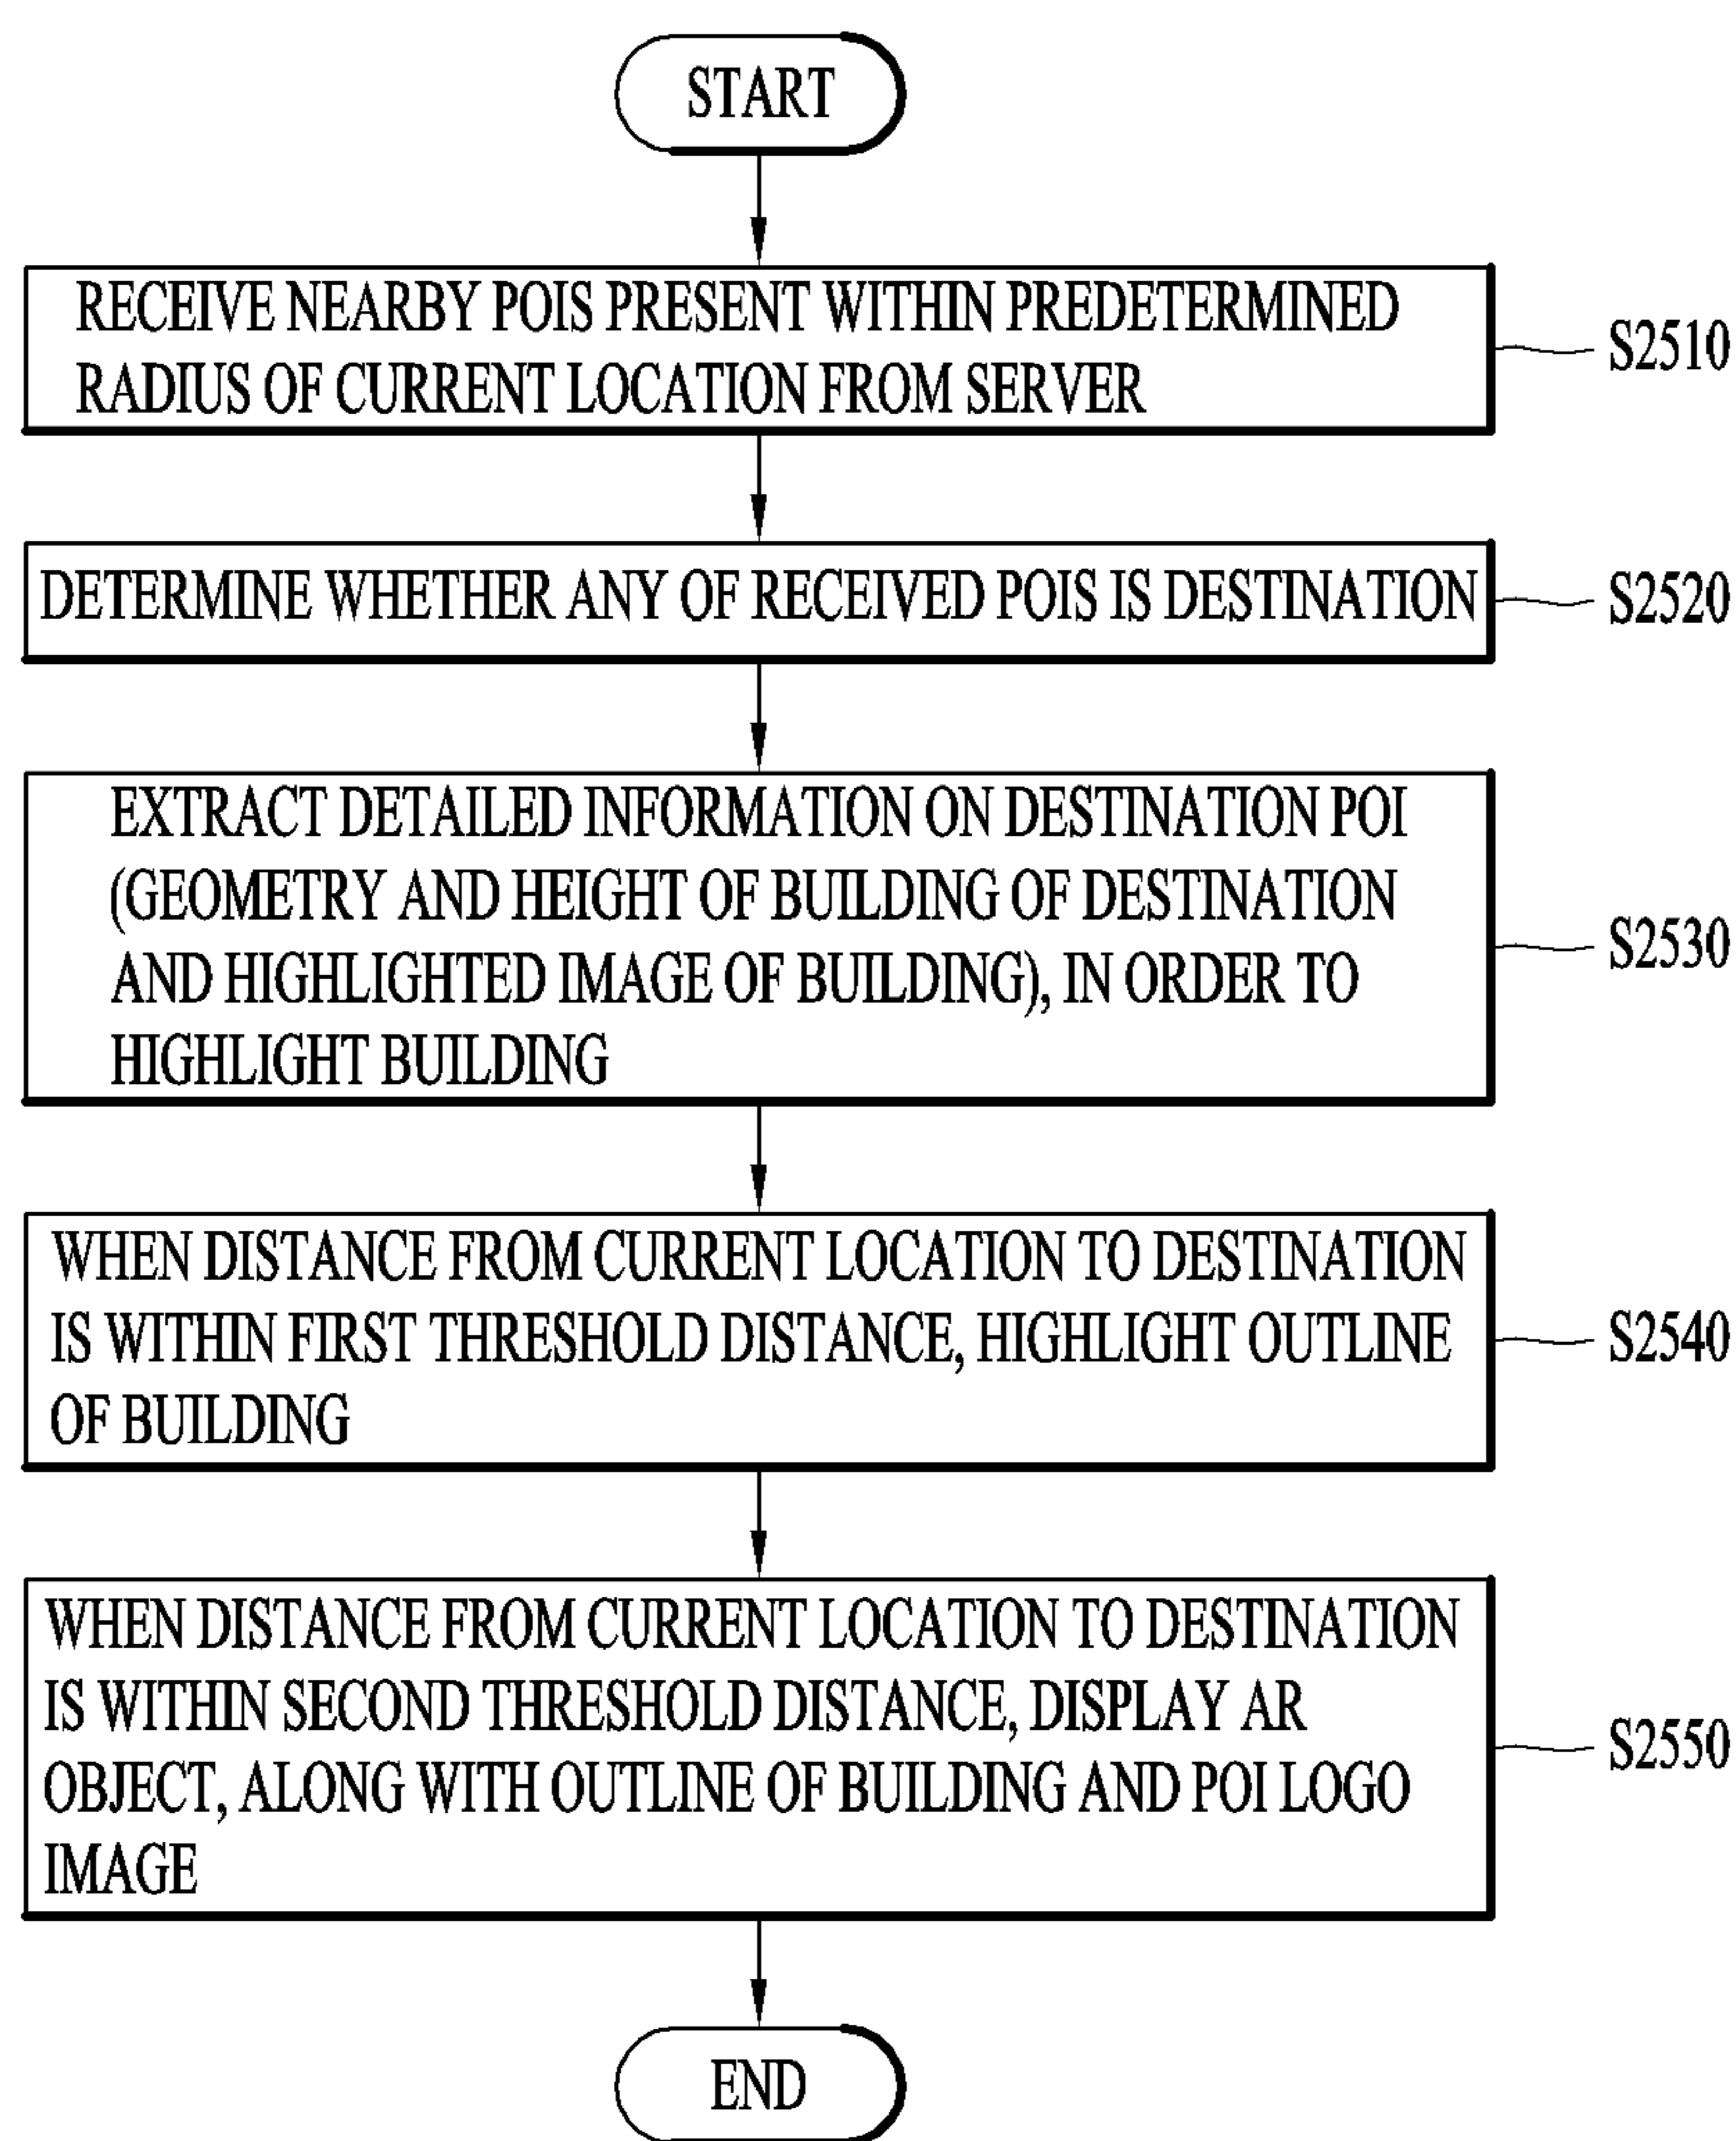 START
RECEIVE NEARBY POIS PRESENT WITHIN PREDETERMINED
RADIUS OF CURRENT LOCATION FROM SERVER
S2510
DETERMINE WHETHER ANY OF RECEIVED POIS IS DESTINATION
S2520
EXTRACT DETAILED INFORMATION ON DESTINATION POI
(GEOMETRY AND HEIGHT OF BUILDING OF DESTINATION
AND HIGHLIGHTED IMAGE OF BUILDING), IN ORDER TO
HIGHLIGHT BUILDING
S2530
WHEN DISTANCE FROM CURRENT LOCATION TO DESTINATION
IS WITHIN FIRST THRESHOLD DISTANCE, HIGHLIGHT OUTLINE
OF BUILDING
S2540
WHEN DISTANCE FROM CURRENT LOCATION TO DESTINATION
IS WITHIN SECOND THRESHOLD DISTANCE, DISPLAY AR
OBJECT, ALONG WITH OUTLINE OF BUILDING AND POI LOGO
IMAGE
S2550
END